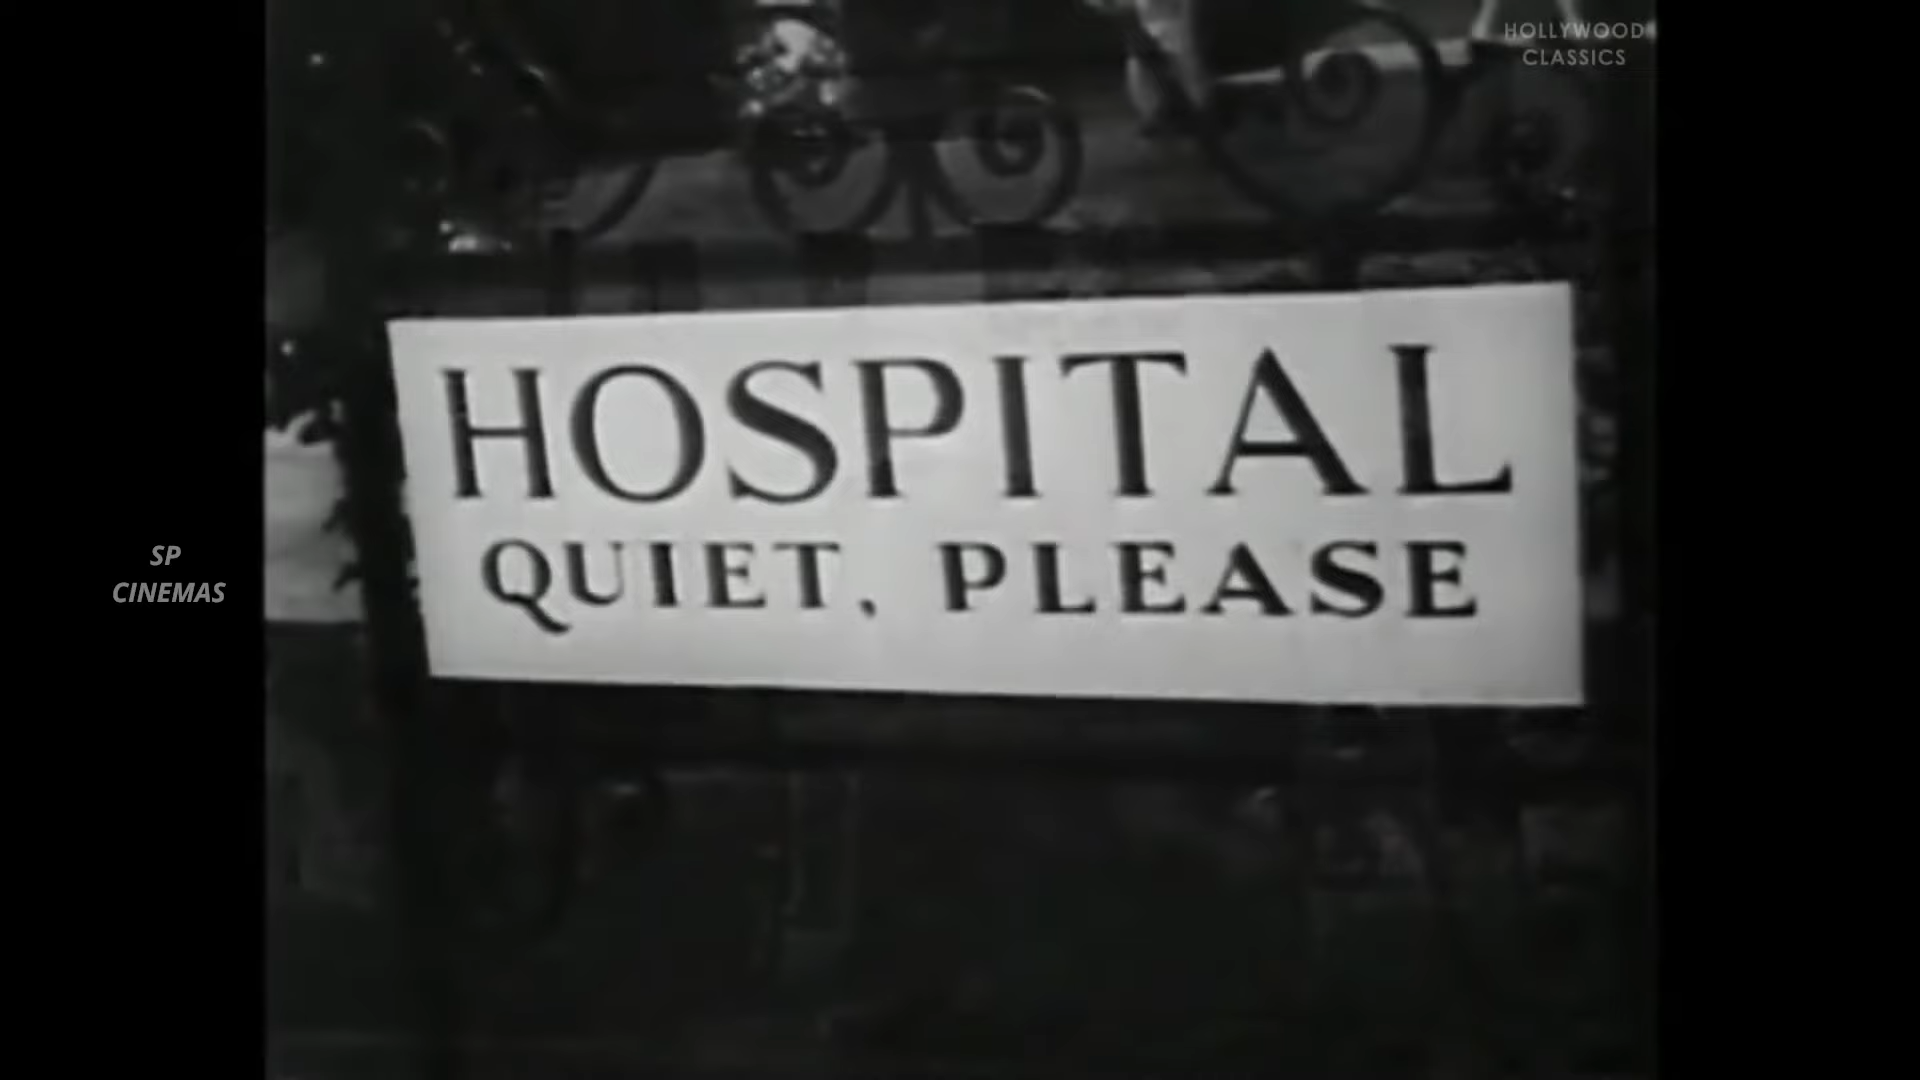 HOLLYWOOD
CLASSICS
HOSPITAL
QUIET, PLEASE
SP
CINEMAS